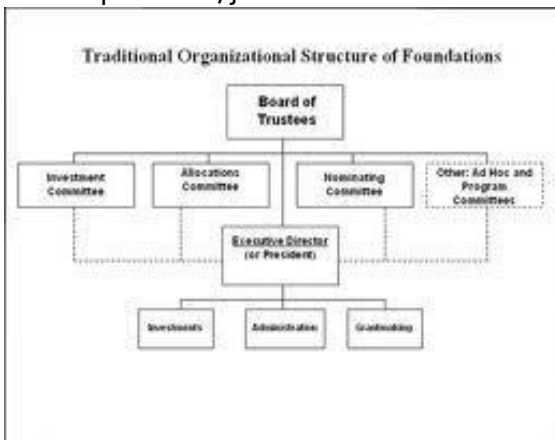 Traditional Organizational Structure of Foundations
Board of
Trustees
Investment
Committee
Allocations
Committee
Nominating
Committee
Other: Ad Hoc and
Program
Committees
Executive Director
(or President)
Investments
Administration
Grantmaking